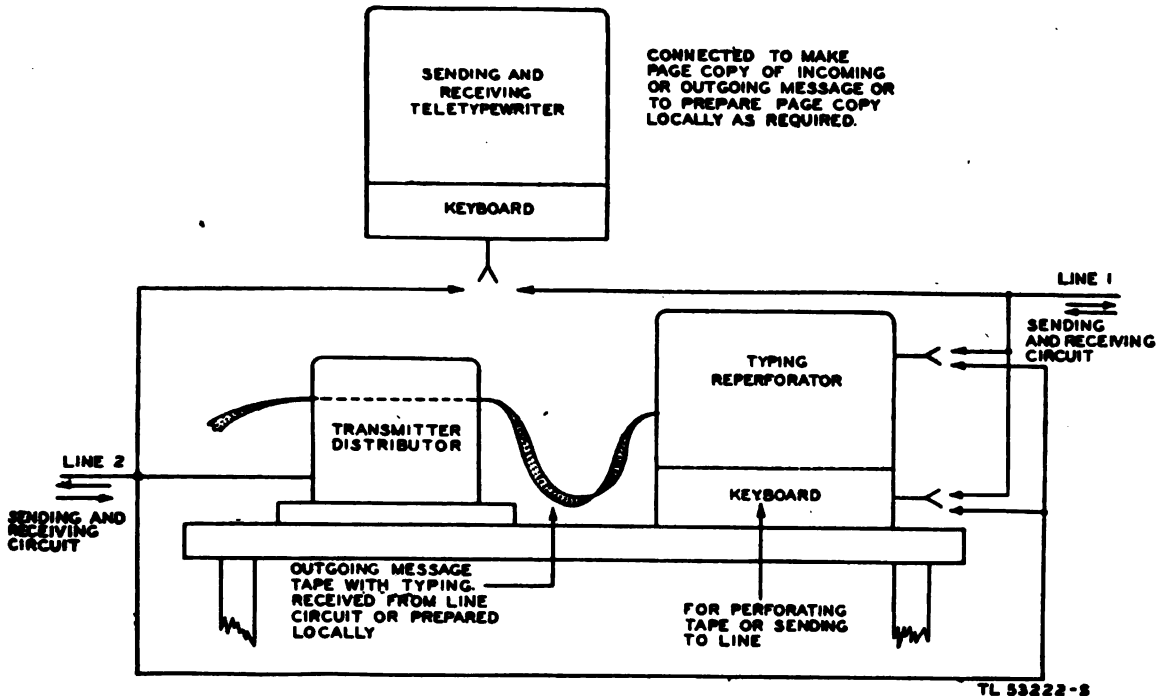 SENDING AND
RECEIVING
TELETYPEWRITER
KEYBOARD
CONNECTED TO MAKE
PAGE COPY OF INCOMING
OR OUTGOING MESSAGE OR
TO PREPARE PAGE COPY
LOCALLY AS REQUIRED.
LINE 1
SENDING
AND RECEIVING
CIRCUIT
TYPING
REPERFORATOR
KEYBOARD
TRANSMITTER
DISTRIBUTOR
LINE 2
SENDING AND
RECEIVING
CIRCUIT
OUTGOING MESSAGE
TAPE WITH TYPING.
RECEIVED FROM LINE
CIRCUIT OR PREPARED
LOCALLY
FOR PERFORATING
TAPE OR SENDING
TO LINE
TL 53222-S